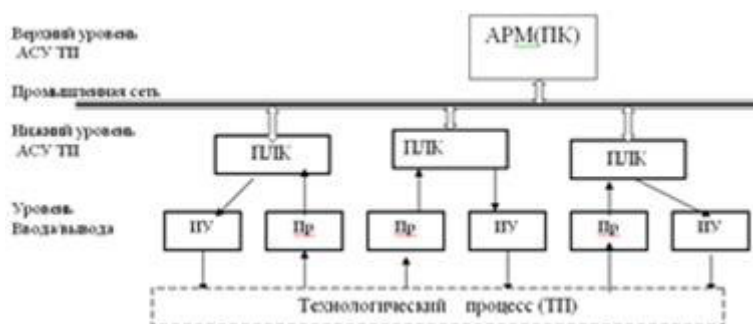 Верхний уровень
АСУ ТП
АРМ(ПК)
Промышленная сеть
Нижний уровень
АСУ ТП
ПЛК
ПЛК
ПЛК
Уровень
Ввода/вывода
ИУ
Пр
Пр
ИУ
Пр
ИУ
Технологический процесс (ТП)